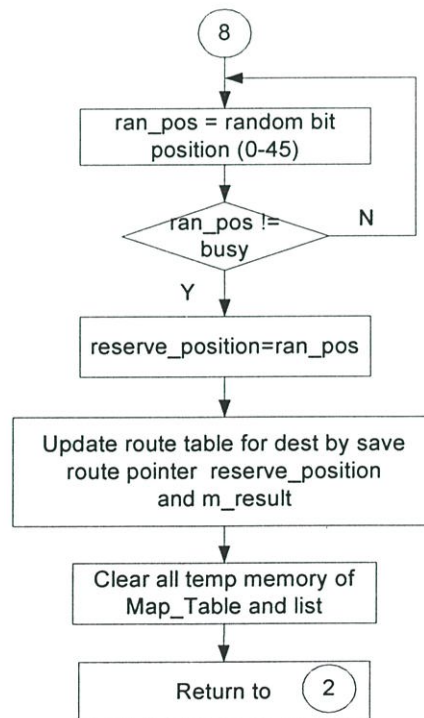 8
ran_pos = random bit
position (0-45)
ran_pos !=
busy
N
Y
reserve_position=ran_pos
Update route table for dest by save
route pointer reserve_position
and m_result
Clear all temp memory of
Map_Table and list
Return to 2